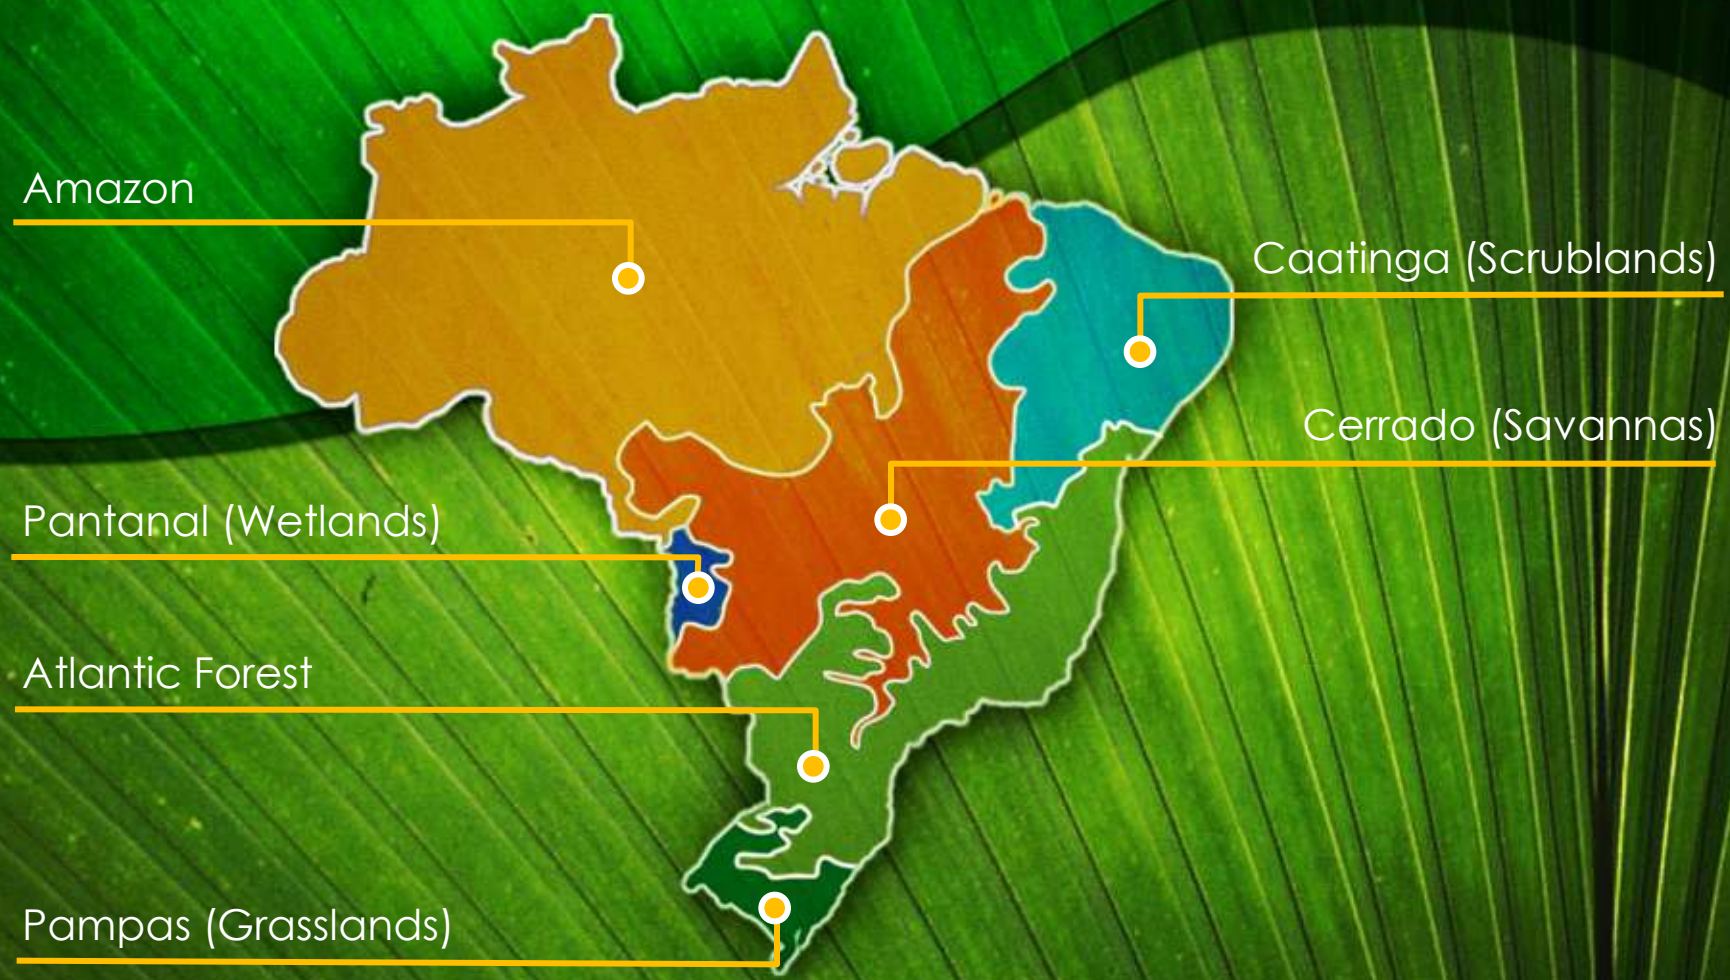 Amazon
Caatinga (Scrublands)
Cerrado (Savannas)
Pantanal (Wetlands)
Atlantic Forest
Pampas (Grasslands)